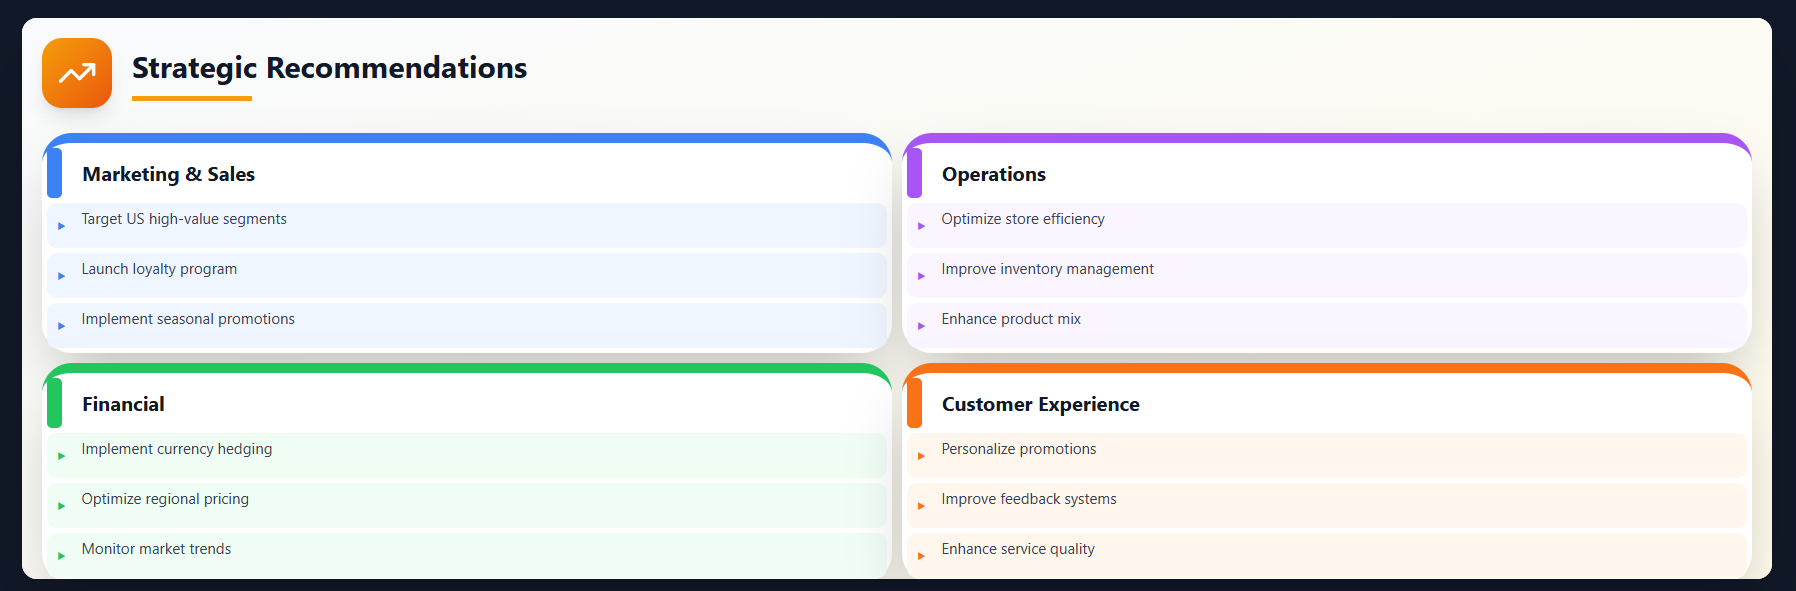 Strategic Recommendations
Marketing & Sales
▸ Target US high-value segments
▸ Launch loyalty program
▸ Implement seasonal promotions
Operations
▸ Optimize store efficiency
▸ Improve inventory management
▸ Enhance product mix
Financial
▸ Implement currency hedging
▸ Optimize regional pricing
▸ Monitor market trends
Customer Experience
▸ Personalize promotions
▸ Improve feedback systems
▸ Enhance service quality